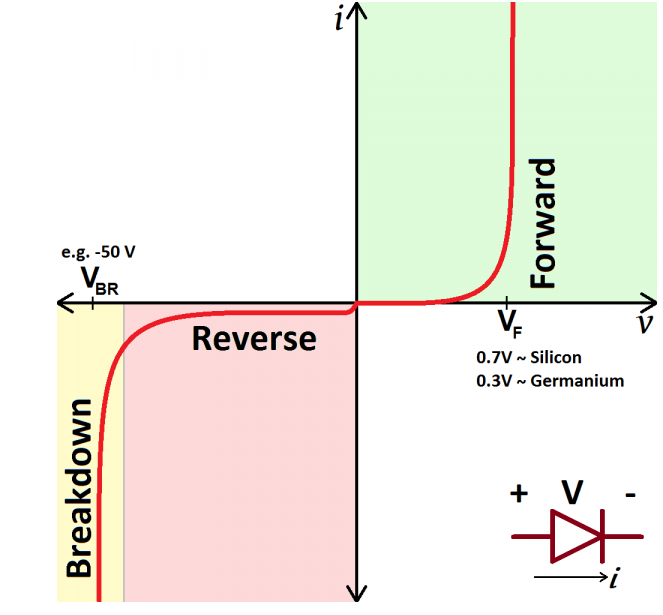 i
Forward
e.g. -50 V
VBR
Reverse
VF
v
0.7V ~ Silicon
0.3V ~ Germanium
Breakdown
+ V -
i